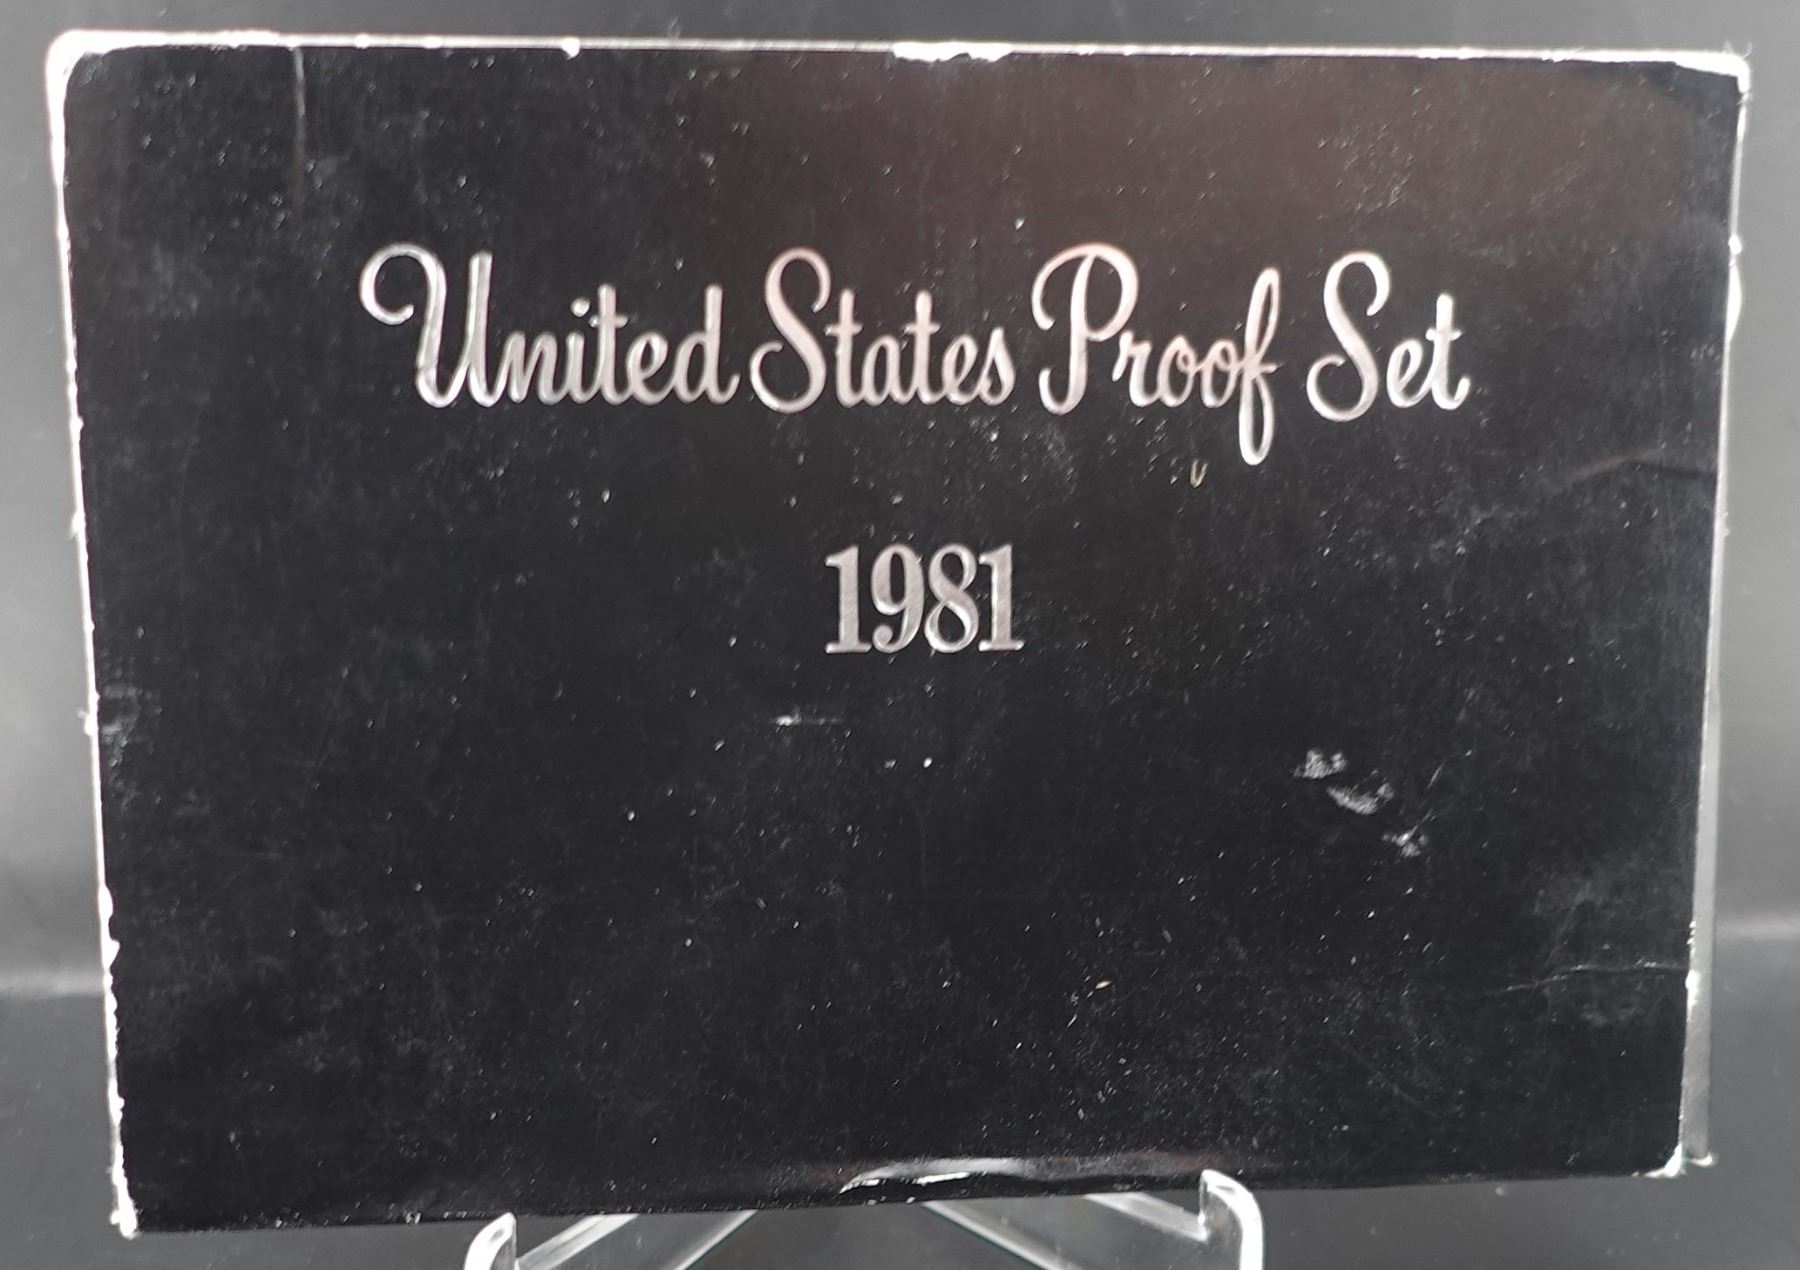 United States Proof Set
1981